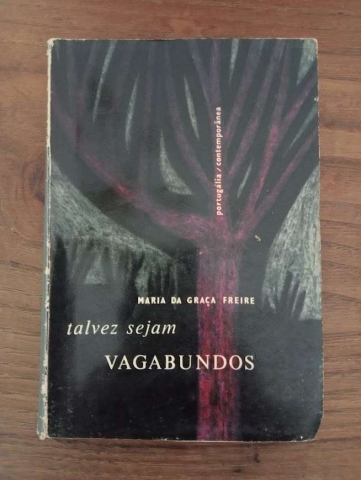 portugália/contemporânea
MARIA DA GRAÇA FREIRE
talvez sejam
VAGABUNDOS